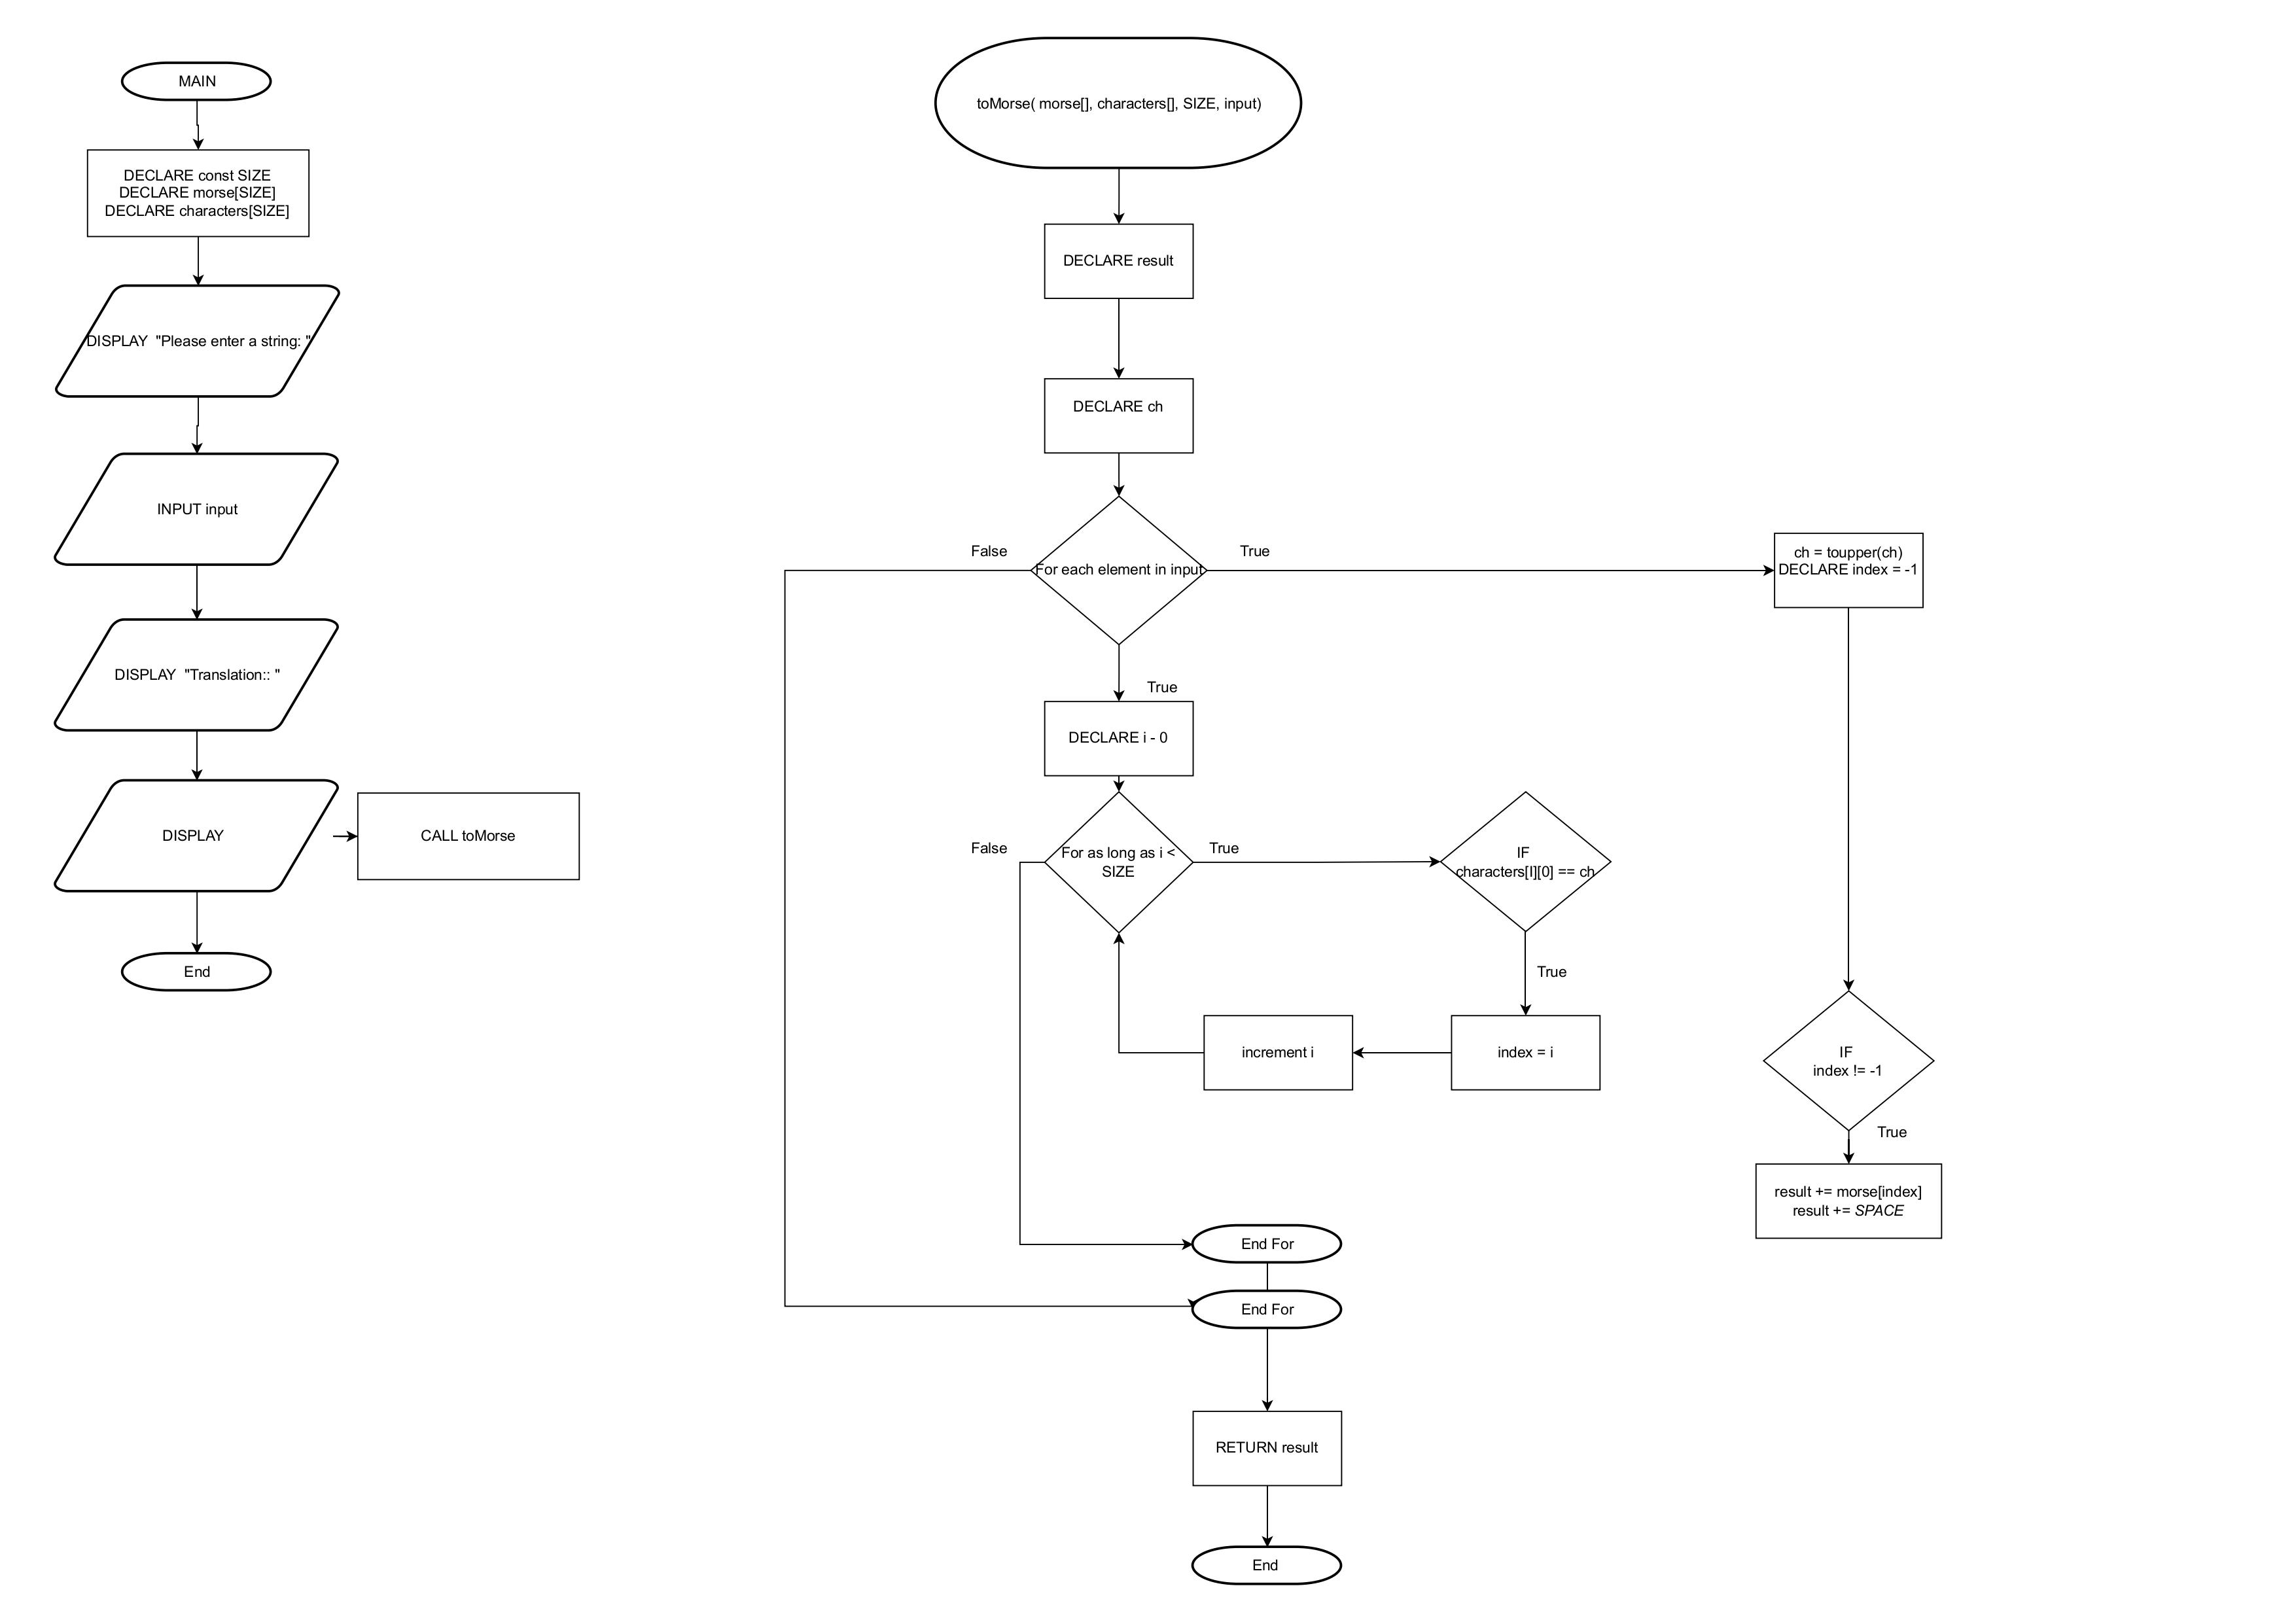 MAIN
DECLARE const SIZE
DECLARE morse[SIZE]
DECLARE characters[SIZE]
DISPLAY "Please enter a string: "
INPUT input
DISPLAY "Translation:: "
DISPLAY
CALL toMorse
End
toMorse( morse[], characters[], SIZE, input)
DECLARE result
DECLARE ch
False
For each element in input
True
ch = toupper(ch)
DECLARE index = -1
True
DECLARE i - 0
False
For as long as i <
SIZE
True
IF
characters[I][0] == ch
True
index = i
increment i
IF
index != -1
True
result += morse[index]
result += SPACE
End For
End For
RETURN result
End